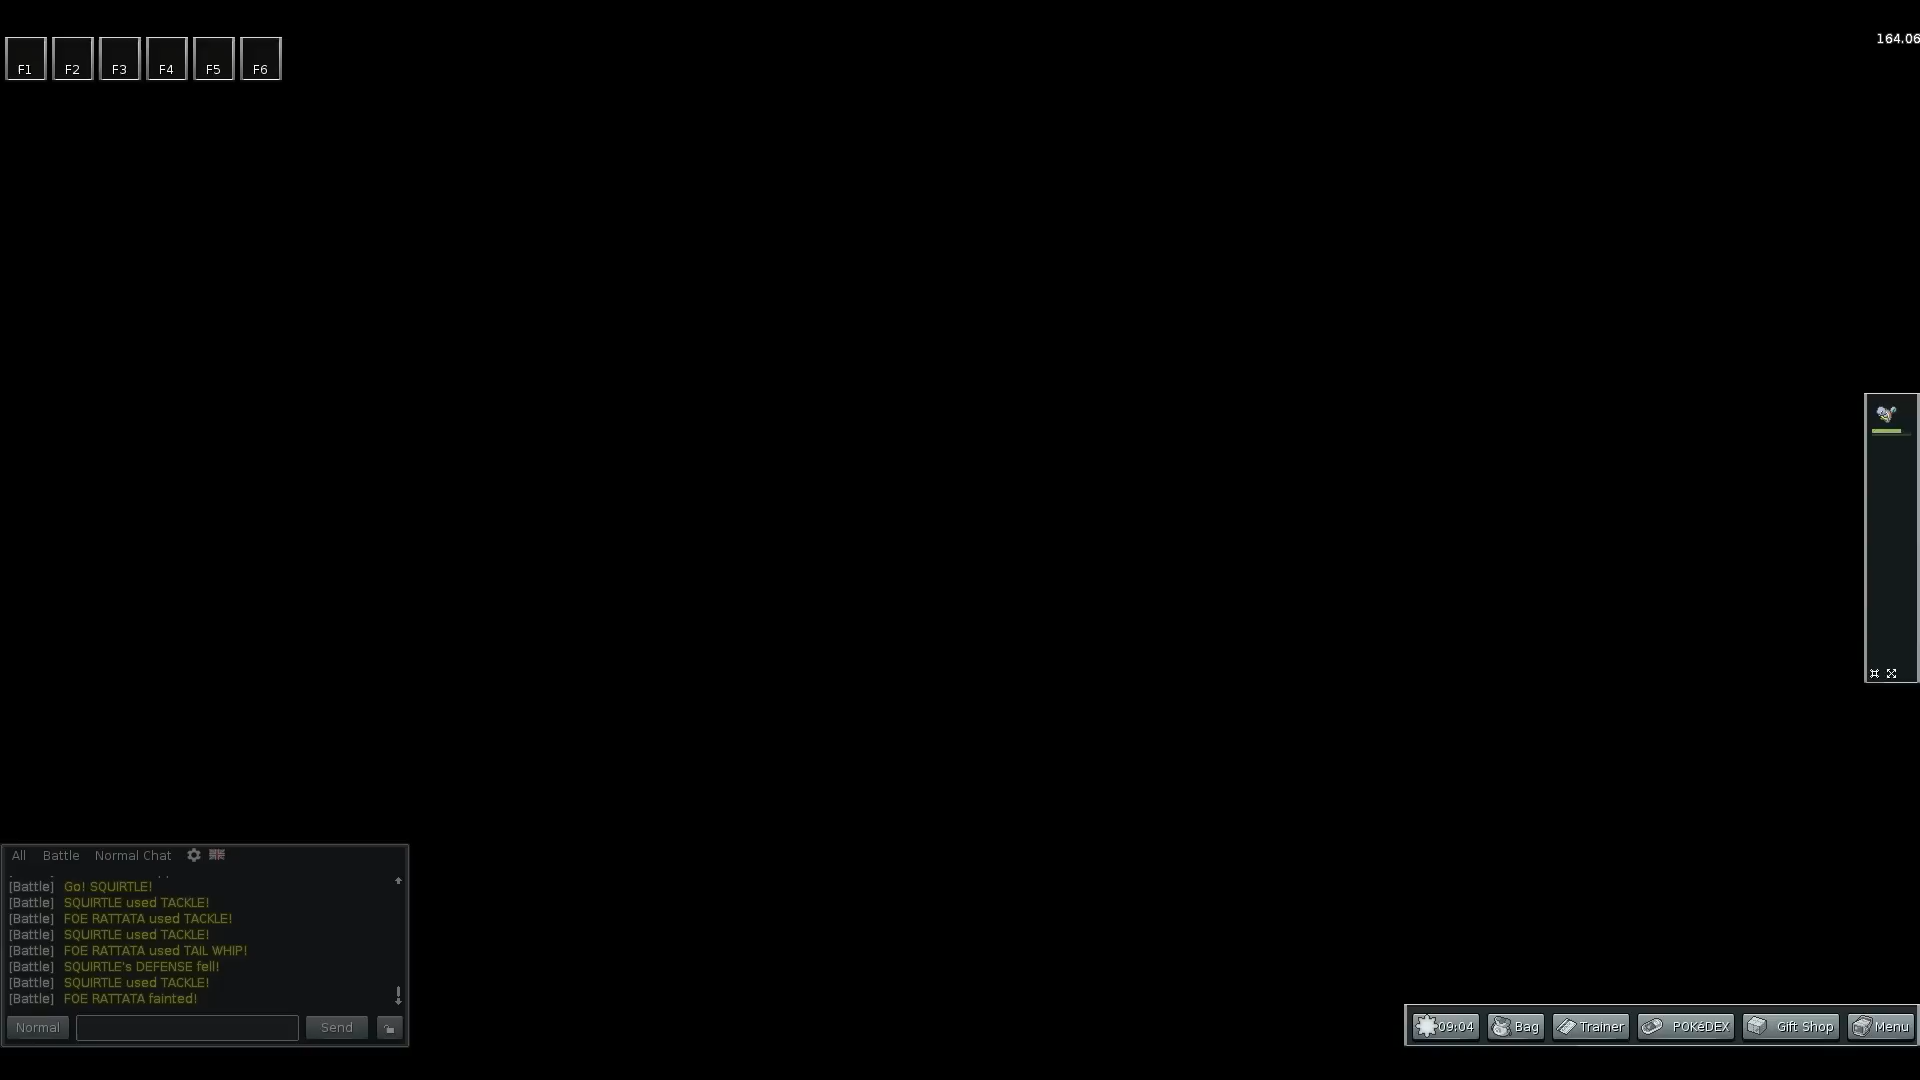 164.06
F1 F2 F3 F4 F5 F6
All Battle Normal Chat
[Battle] Go! SQUIRTLE!
[Battle] SQUIRTLE used TACKLE!
[Battle] FOE RATTATA used TACKLE!
[Battle] SQUIRTLE used TACKLE!
[Battle] FOE RATTATA used TAIL WHIP!
[Battle] SQUIRTLE's DEFENSE fell!
[Battle] SQUIRTLE used TACKLE!
[Battle] FOE RATTATA fainted!
Normal Send
09:04 Bag Trainer POKéDEX Gift Shop Menu